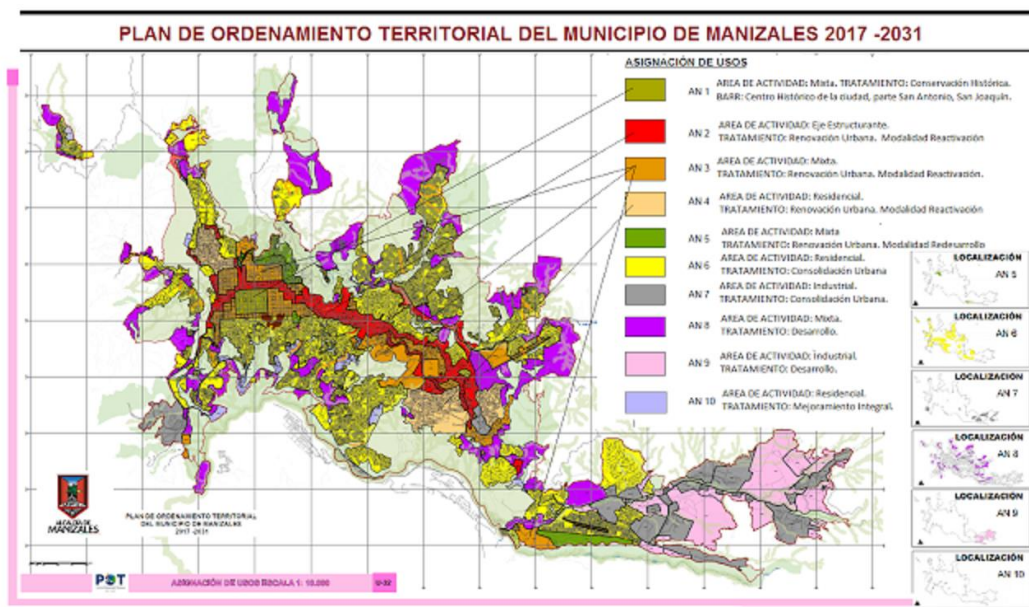 PLAN DE ORDENAMIENTO TERRITORIAL DEL MUNICIPIO DE MANIZALES 2017 -2031
ASIGNACIÓN DE USOS
AN 1
AREA DE ACTIVIDAD: Mixta. TRATAMIENTO: Conservación Histórica.
BARR: Centro Histórico de la ciudad, parte San Antonio, San Joaquín.
AN 2
AREA DE ACTIVIDAD: Eje Estructurante.
TRATAMIENTO: Renovación Urbana. Modalidad Reactivación
AN 3
AREA DE ACTIVIDAD: Mixta.
TRATAMIENTO: Renovación Urbana. Modalidad Reactivación.
AN 4
AREA DE ACTIVIDAD: Residencial.
TRATAMIENTO: Renovación Urbana. Modalidad Reactivación
AN 5
AREA DE ACTIVIDAD: Mixta
TRATAMIENTO: Renovación Urbana. Modalidad Redesarrollo
AN 6
AREA DE ACTIVIDAD: Residencial.
TRATAMIENTO: Consolidación Urbana
AN 7
AREA DE ACTIVIDAD: Industrial.
TRATAMIENTO: Consolidación Urbana.
AN 8
AREA DE ACTIVIDAD: Mixta.
TRATAMIENTO: Desarrollo.
AN 9
AREA DE ACTIVIDAD: Industrial.
TRATAMIENTO: Desarrollo.
AN 10
AREA DE ACTIVIDAD: Residencial.
TRATAMIENTO: Mejoramiento Integral.
LOCALIZACIÓN
AN 5
LOCALIZACIÓN
AN 6
LOCALIZACIÓN
AN 7
LOCALIZACIÓN
AN 8
LOCALIZACIÓN
AN 9
LOCALIZACIÓN
AN 10
ALCALDÍA DE
MANIZALES
PLAN DE ORDENAMIENTO TERRITORIAL
DEL MUNICIPIO DE MANIZALES
2017 -2031
POT
ASIGNACIÓN DE USOS ESCALA 1: 10.000
U-32